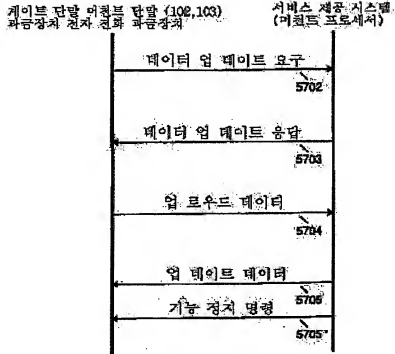 게이트 단말 머천트 단말 (102,103)
과금장치 전자 전화 과금장치
서비스 제공 시스템
(머천트 프로세서)
데이터 업 데이트 요구
5702
데이터 업 데이트 응답
5703
업 로우드 데이터
5704
업 데이트 데이터
5705
기능 정지 명령
5705"